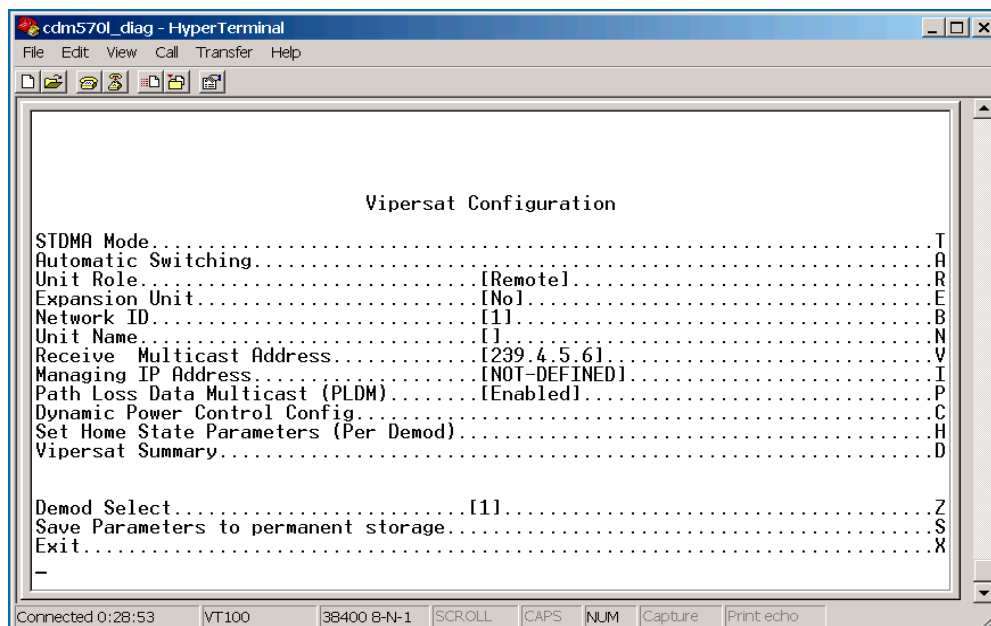 cdm570l_diag - HyperTerminal
File Edit View Call Transfer Help
Vipersat Configuration
STDMA Mode.....................................................................T
Automatic Switching............................................................A
Unit Role..............................[Remote]................................R
Expansion Unit.........................[No]....................................E
Network ID.............................[1].....................................B
Unit Name..............................[]......................................N
Receive  Multicast Address.............[239.4.5.6].............................V
Managing IP Address....................[NOT-DEFINED]...........................I
Path Loss Data Multicast (PLDM)........[Enabled]...............................P
Dynamic Power Control Config...................................................C
Set Home State Parameters (Per Demod)..........................................H
Vipersat Summary...............................................................D
Demod Select..........................[1]......................................Z
Save Parameters to permanent storage...........................................S
Exit...........................................................................X
_
Connected 0:28:53 VT100 38400 8-N-1 SCROLL CAPS NUM Capture Print echo